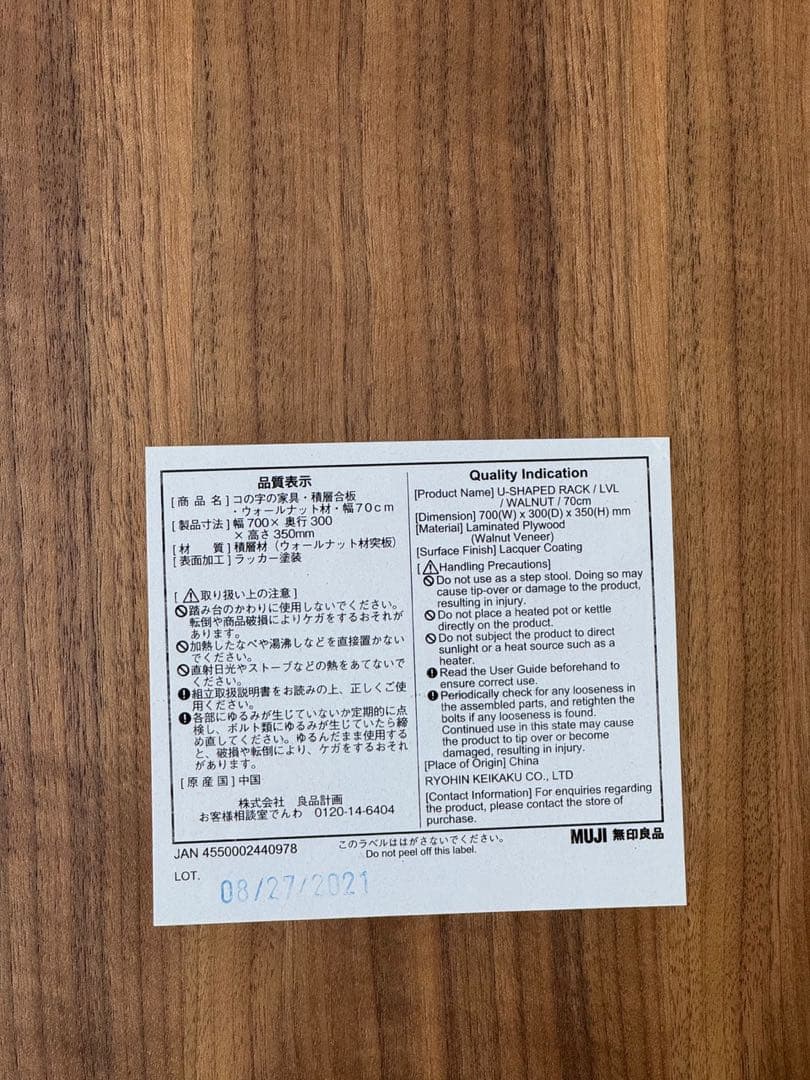 品質表示
[商品名]コの字の家具・積層合板
・ウォールナット材・幅70cm
[製品寸法]幅700×奥行300
×高さ350mm
[材　　質]積層材(ウォールナット材突板)
[表面加工]ラッカー塗装
[⚠取り扱い上の注意]
踏み台のかわりに使用しないでください。
転倒や商品破損によりケガをするおそれが
あります。
加熱したなべや湯沸しなどを直接置かない
でください。
直射日光やストーブなどの熱をあてないで
ください。
組立取扱説明書をお読みの上、正しくご使
用ください。
各部にゆるみが生じていないか定期的に点
検し、ボルト類にゆるみが生じていたら締
め直してください。ゆるんだまま使用する
と、破損や転倒により、ケガをするおそれ
があります。
[原産国]中国
株式会社　良品計画
お客様相談室でんわ　0120-14-6404
Quality Indication
[Product Name] U-SHAPED RACK / LVL
/ WALNUT / 70cm
[Dimension] 700(W) x 300(D) x 350(H) mm
[Material] Laminated Plywood
(Walnut Veneer)
[Surface Finish] Lacquer Coating
[⚠Handling Precautions]
Do not use as a step stool. Doing so may
cause tip-over or damage to the product,
resulting in injury.
Do not place a heated pot or kettle
directly on the product.
Do not subject the product to direct
sunlight or a heat source such as a
heater.
Read the User Guide beforehand to
ensure correct use.
Periodically check for any looseness in
the assembled parts, and retighten the
bolts if any looseness is found.
Continued use in this state may cause
the product to tip over or become
damaged, resulting in injury.
[Place of Origin] China
RYOHIN KEIKAKU CO., LTD
[Contact Information] For enquiries regarding
the product, please contact the store of
purchase.
JAN 4550002440978
このラベルははがさないでください。
Do not peel off this label.
MUJI 無印良品
LOT.
08/27/2021